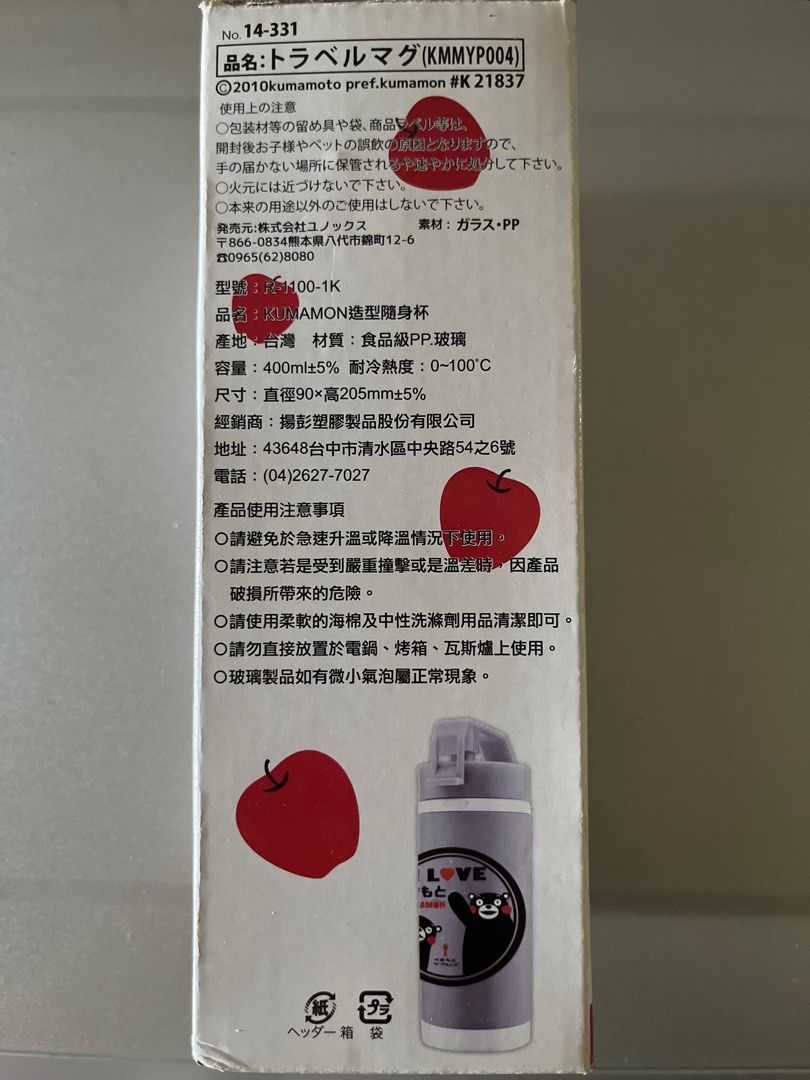 No. 14-331
品名:トラベルマグ(KMMYP004)
©2010kumamoto pref.kumamon #K21837
使用上の注意
○包装材等の留め具や袋、商品ラベル等は、
開封後お子様やペットの誤飲の原因となりますので、
手の届かない場所に保管されるか速やかに処分して下さい。
○火元には近づけないで下さい。
○本来の用途以外のご使用はしないで下さい。
発売元:株式会社ユノックス 素材:ガラス・PP
〒866-0834熊本県八代市錦町12-6
☎0965(62)8080
型號：R-1100-1K
品名：KUMAMON造型隨身杯
產地：台灣 材質：食品級PP.玻璃
容量：400ml±5% 耐冷熱度：0~100°C
尺寸：直徑90×高205mm±5%
經銷商：揚彭塑膠製品股份有限公司
地址：43648台中市清水區中央路54之6號
電話：(04)2627-7027
產品使用注意事項
○請避免於急速升溫或降溫情況下使用。
○請注意若是受到嚴重撞擊或是溫差時，因產品
破損所帶來的危險。
○請使用柔軟的海棉及中性洗滌劑用品清潔即可。
○請勿直接放置於電鍋、烤箱、瓦斯爐上使用。
○玻璃製品如有微小氣泡屬正常現象。
I L♥VE
もと
AMON
紙 プラ
ヘッダー 箱 袋